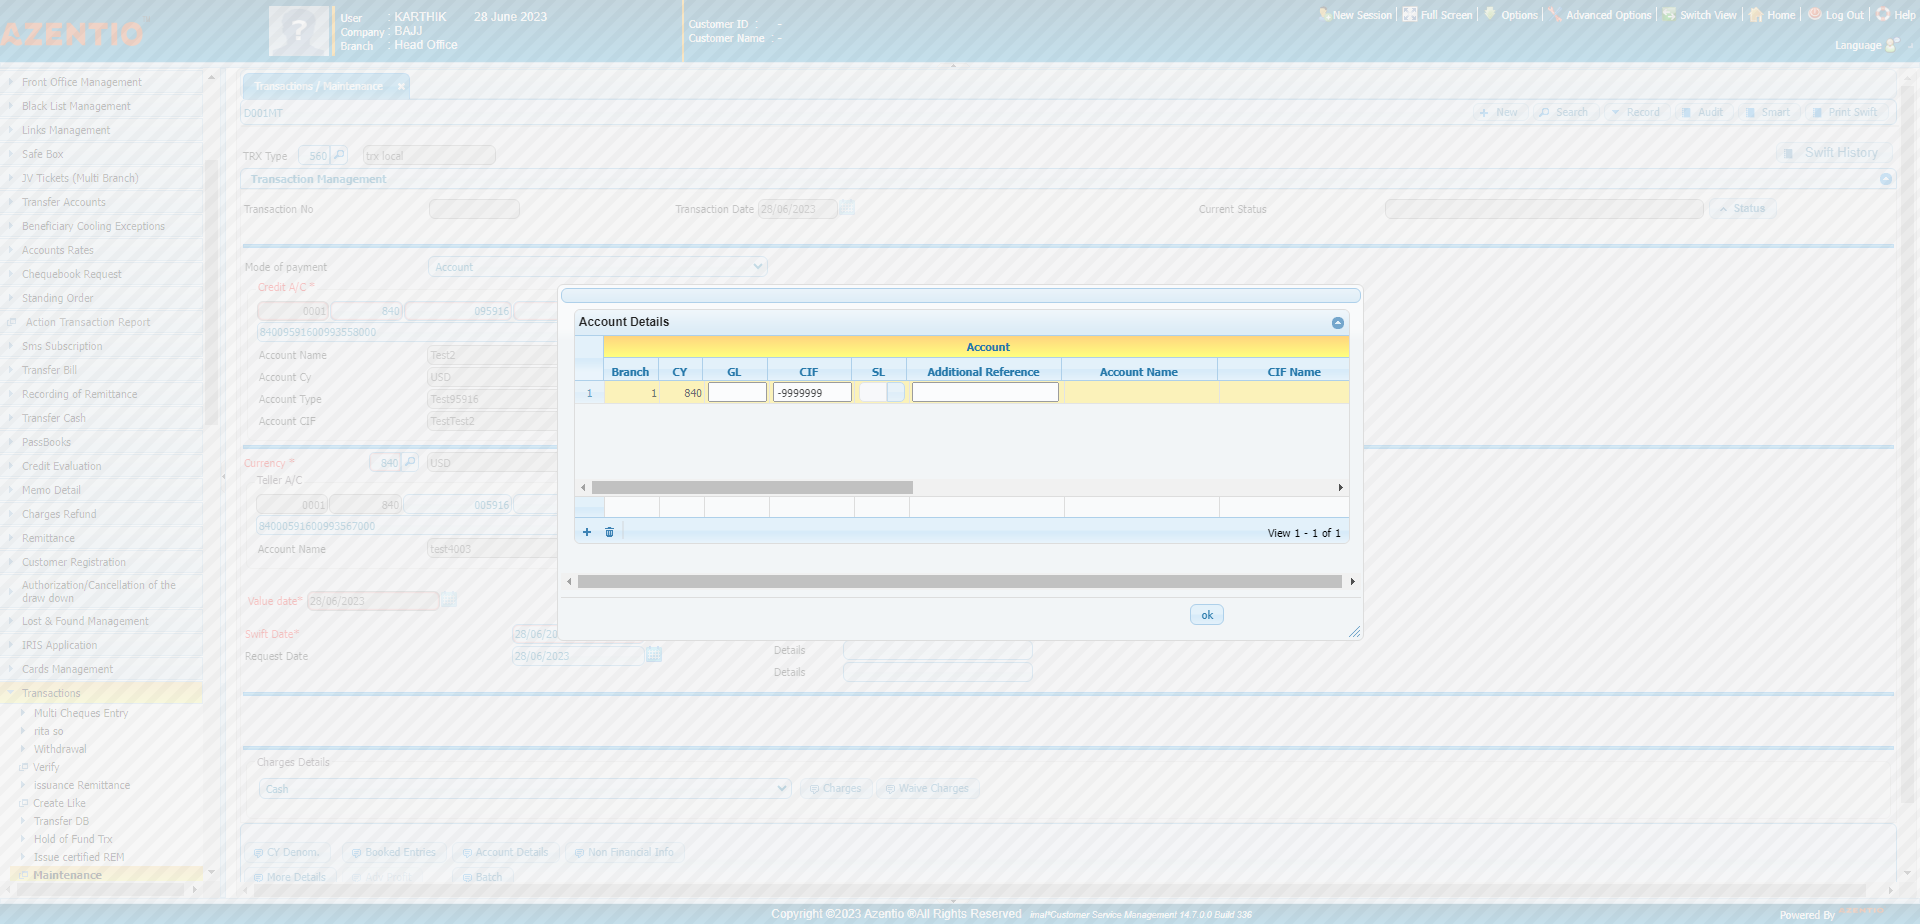 AZENTIO
User : KARTHIK 28 June 2023
Company : BAJJ
Branch : Head Office
Customer ID : -
Customer Name : -
New Session Full Screen Options Advanced Options Switch View Home Log Out Help
Language
Front Office Management
Black List Management
Links Management
Safe Box
JV Tickets (Multi Branch)
Transfer Accounts
Beneficiary Cooling Exceptions
Accounts Rates
Chequebook Request
Standing Order
Action Transaction Report
Sms Subscription
Transfer Bill
Recording of Remittance
Transfer Cash
PassBooks
Credit Evaluation
Memo Detail
Charges Refund
Remittance
Customer Registration
Authorization/Cancellation of the
draw down
Lost & Found Management
IRIS Application
Cards Management
Transactions
Multi Cheques Entry
rita so
Withdrawal
Verify
issuance Remittance
Create Like
Transfer DB
Hold of Fund Trx
Issue certified REM
Maintenance
Transactions / Maintenance
D001MT
New Search Record Audit Smart Print Swift
TRX Type 560 trx local
Swift History
Transaction Management
Transaction No
Transaction Date 28/06/2023
Current Status
Status
Mode of payment Account
Credit A/C *
0001 840 095916
84009591600993558000
Account Name Test2
Account Cy USD
Account Type Test95916
Account CIF TestTest2
Currency * 840 USD
Teller A/C
0001 840 005916
84000591600993567000
Account Name test4003
Value date* 28/06/2023
Swift Date* 28/06/20
Request Date 28/06/2023
Details
Details
Account Details
Account
Branch CY GL CIF SL Additional Reference Account Name CIF Name
1 1 840 -9999999
View 1 - 1 of 1
ok
Charges Details
Cash Charges Waive Charges
CY Denom. Booked Entries Account Details Non Financial Info
More Details Adv Profit Batch
Copyright ©2023 Azentio ®All Rights Reserved imal*Customer Service Management 14.7.0.0 Build 336
Powered By